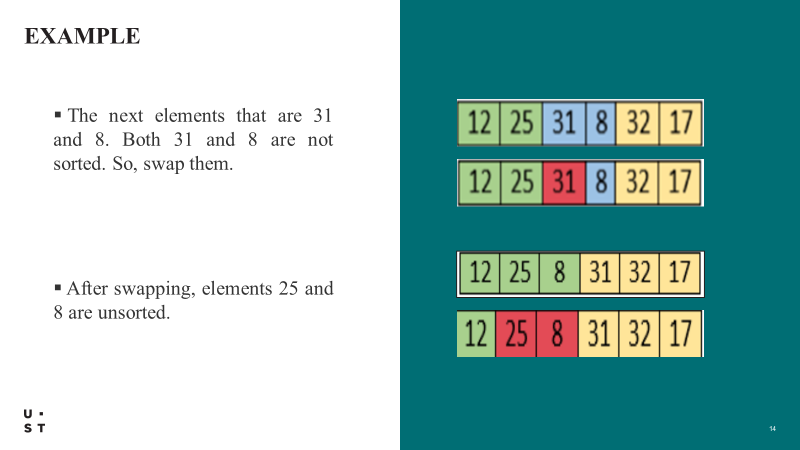 EXAMPLE
▪ The next elements that are 31
and 8. Both 31 and 8 are not
sorted. So, swap them.
12 25 31 8 32 17
12 25 31 8 32 17
▪ After swapping, elements 25 and
8 are unsorted.
12 25 8 31 32 17
12 25 8 31 32 17
U ▪
S T
14